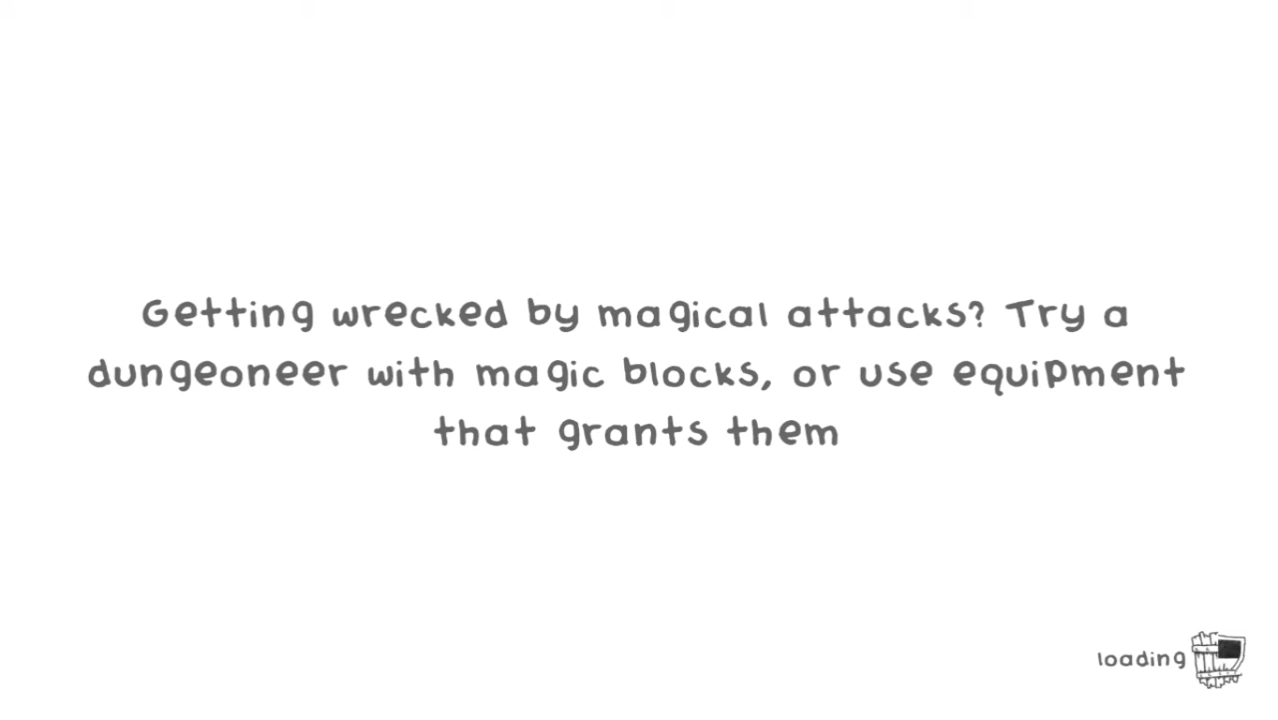 Getting wrecked by magical attacks? Try a
dungeoneer with magic blocks, or use equipment
that grants them
loading